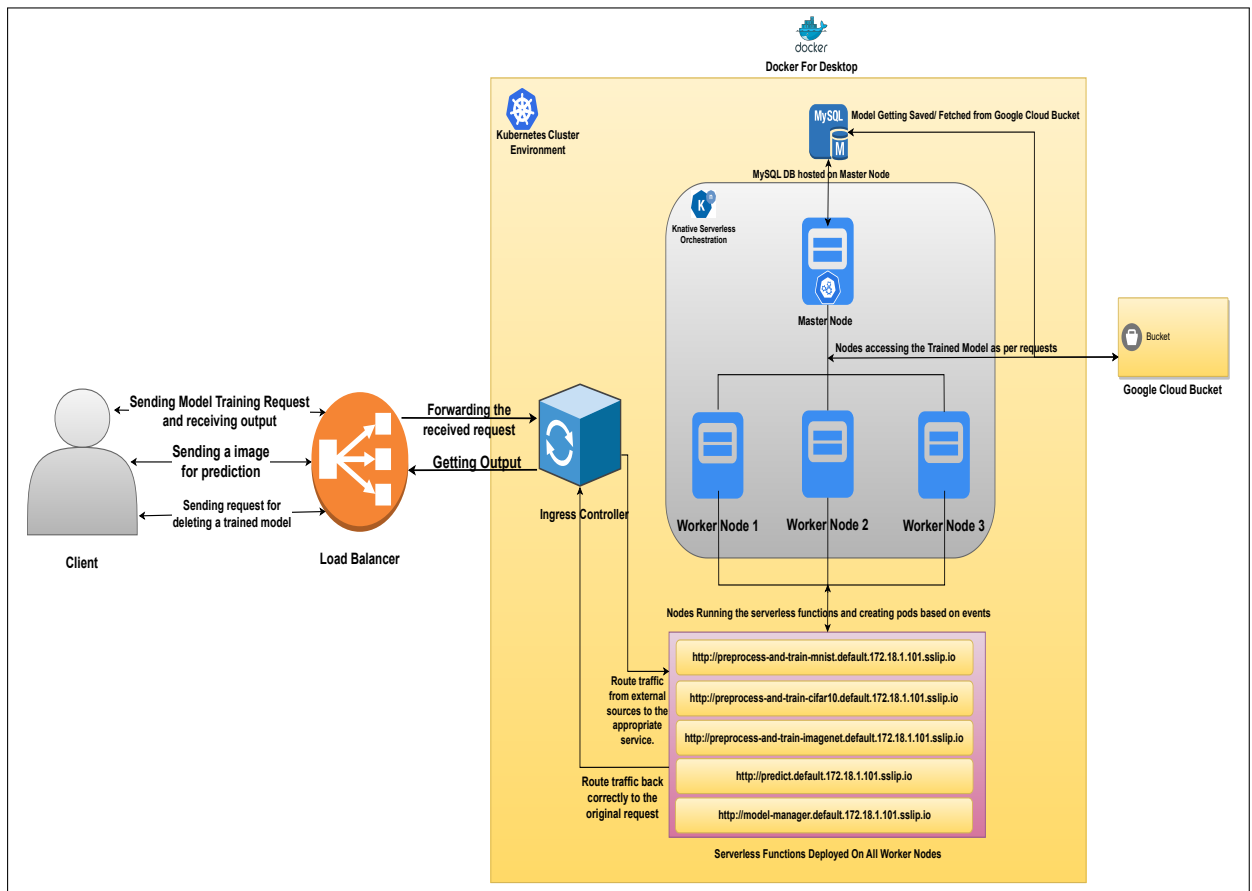 docker
Docker For Desktop
Kubernetes Cluster
Environment
MySQL
M
Model Getting Saved/ Fetched from Google Cloud Bucket
MySQL DB hosted on Master Node
K
Knative Serverless
Orchestration
Master Node
Nodes accessing the Trained Model as per requests
Bucket
Google Cloud Bucket
Sending Model Training Request
and receiving output
Sending a image
for prediction
Sending request for
deleting a trained model
Client
Load Balancer
Forwarding the
received request
Getting Output
Ingress Controller
Worker Node 1
Worker Node 2
Worker Node 3
Nodes Running the serverless functions and creating pods based on events
http://preprocess-and-train-mnist.default.172.18.1.101.sslip.io
http://preprocess-and-train-cifar10.default.172.18.1.101.sslip.io
http://preprocess-and-train-imagenet.default.172.18.1.101.sslip.io
http://predict.default.172.18.1.101.sslip.io
http://model-manager.default.172.18.1.101.sslip.io
Route traffic
from external
sources to the
appropriate
service.
Route traffic back
correctly to the
original request
Serverless Functions Deployed On All Worker Nodes